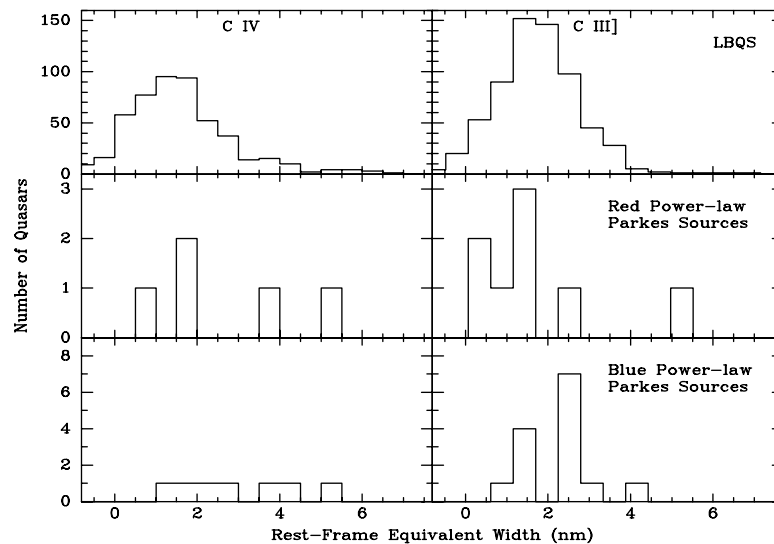 C IV
C III]
LBQS
150
100
50
0
Number of Quasars
3
2
1
0
Red Power-law
Parkes Sources
8
6
4
2
0
Blue Power-law
Parkes Sources
0 2 4 6 0 2 4 6
Rest-Frame Equivalent Width (nm)